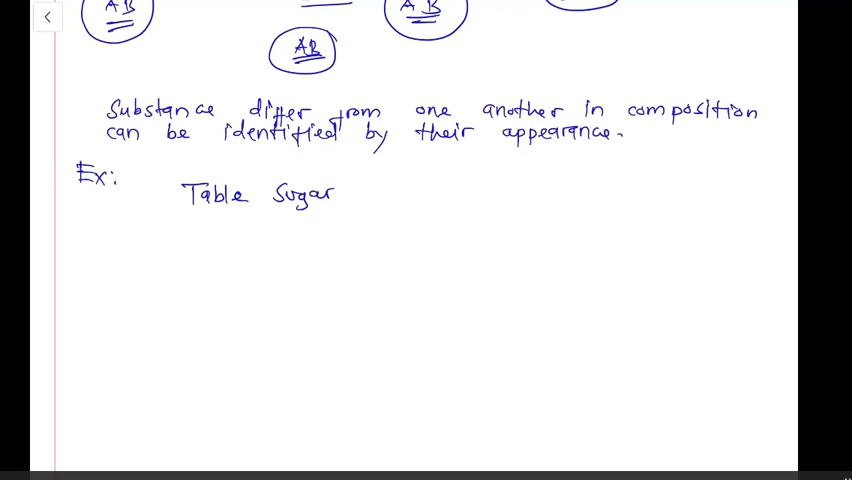 AB
AB
AB
Substance differ from one another in composition
can be identified by their appearance.
Ex:
Table Sugar